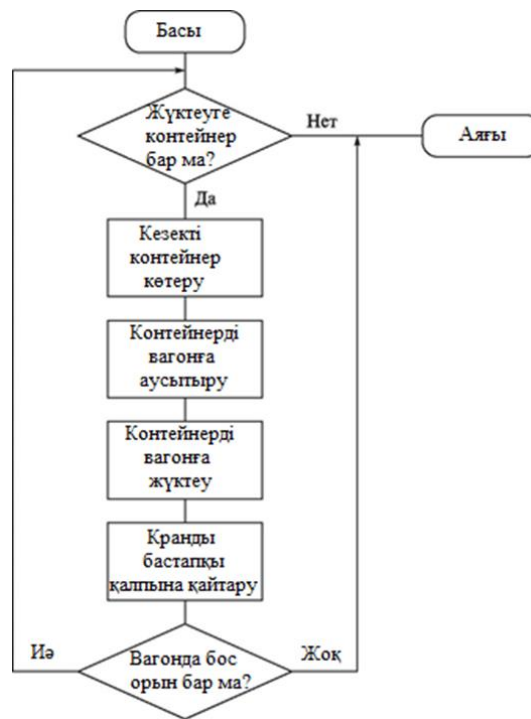 Басы
Жүктеуге
контейнер
бар ма?
Нет
Аяғы
Да
Кезекті
контейнер
көтеру
Контейнерді
вагонға
аусытыру
Контейнерді
вагонға
жүктеу
Кранды
бастапқы
қалпына қайтару
Иә
Вагонда бос
орын бар ма?
Жоқ